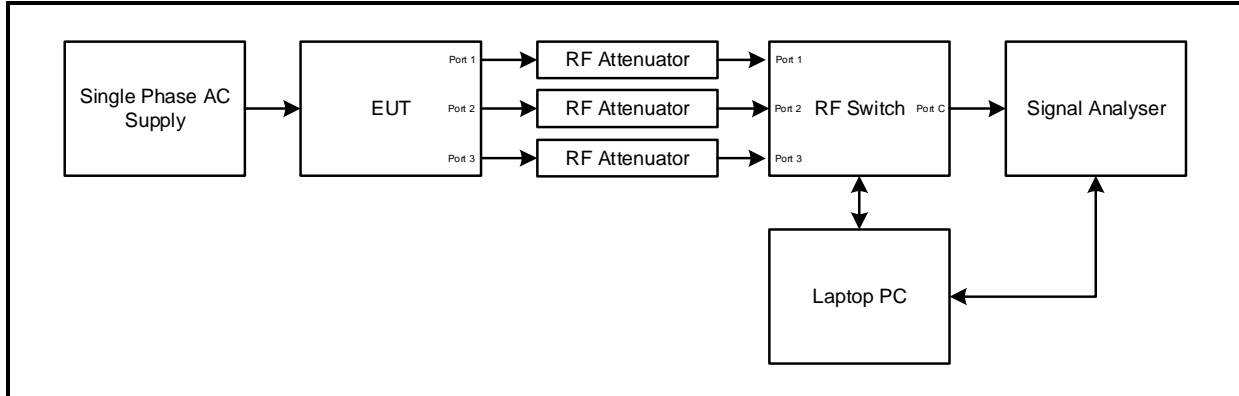 Single Phase AC
Supply
EUT
Port 1
Port 2
Port 3
RF Attenuator
RF Attenuator
RF Attenuator
Port 1
Port 2
Port 3
RF Switch
Port C
Signal Analyser
Laptop PC